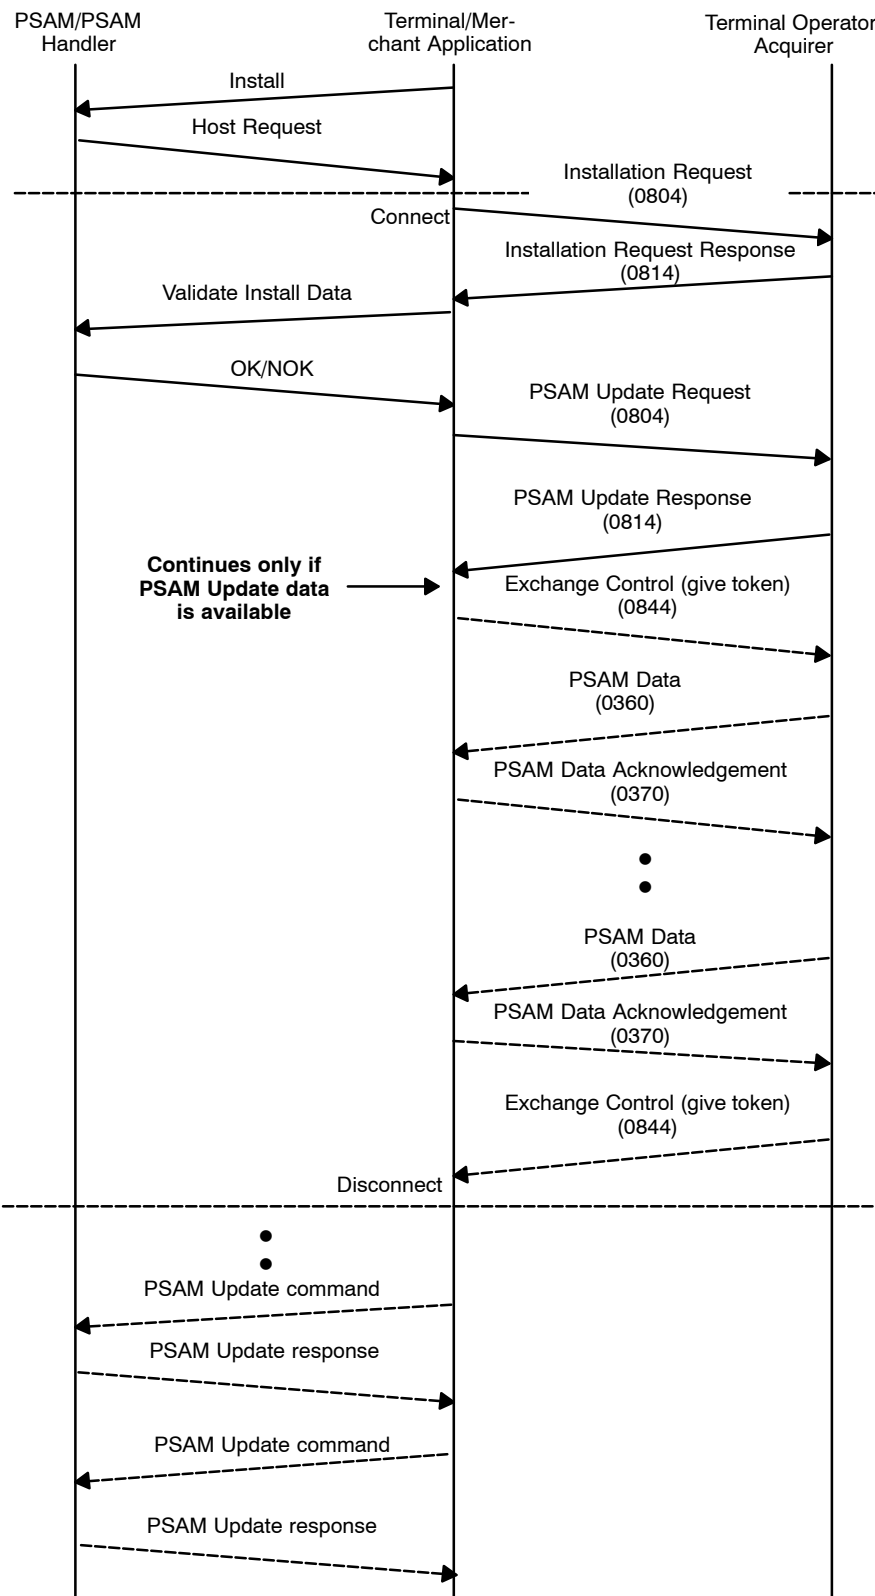 PSAM/PSAM
Handler
Terminal/Mer-
chant Application
Terminal Operator
Acquirer
Install
Host Request
Installation Request
(0804)
Connect
Installation Request Response
(0814)
Validate Install Data
OK/NOK
PSAM Update Request
(0804)
PSAM Update Response
(0814)
Continues only if
PSAM Update data
is available
Exchange Control (give token)
(0844)
PSAM Data
(0360)
PSAM Data Acknowledgement
(0370)
PSAM Data
(0360)
PSAM Data Acknowledgement
(0370)
Exchange Control (give token)
(0844)
Disconnect
PSAM Update command
PSAM Update response
PSAM Update command
PSAM Update response